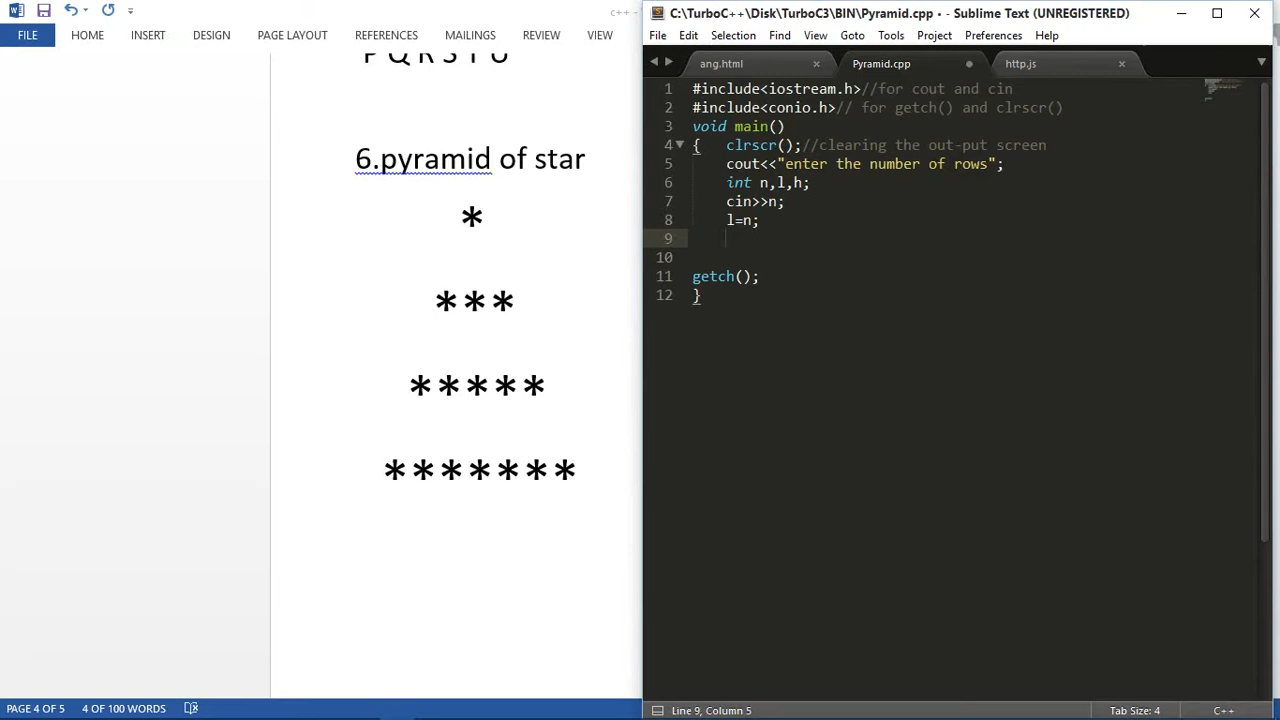 FILE HOME INSERT DESIGN PAGE LAYOUT REFERENCES MAILINGS REVIEW VIEW
P Q R S T U
6.pyramid of star
*
***
*****
*******
PAGE 4 OF 5 4 OF 100 WORDS
C:\TurboC++\Disk\TurboC3\BIN\Pyramid.cpp • - Sublime Text (UNREGISTERED)
File Edit Selection Find View Goto Tools Project Preferences Help
ang.html Pyramid.cpp http.js
1 #include<iostream.h>//for cout and cin
2 #include<conio.h>// for getch() and clrscr()
3 void main()
4 { clrscr();//clearing the out-put screen
5 cout<<"enter the number of rows";
6 int n,l,h;
7 cin>>n;
8 l=n;
9
10
11 getch();
12 }
Line 9, Column 5 Tab Size: 4 C++